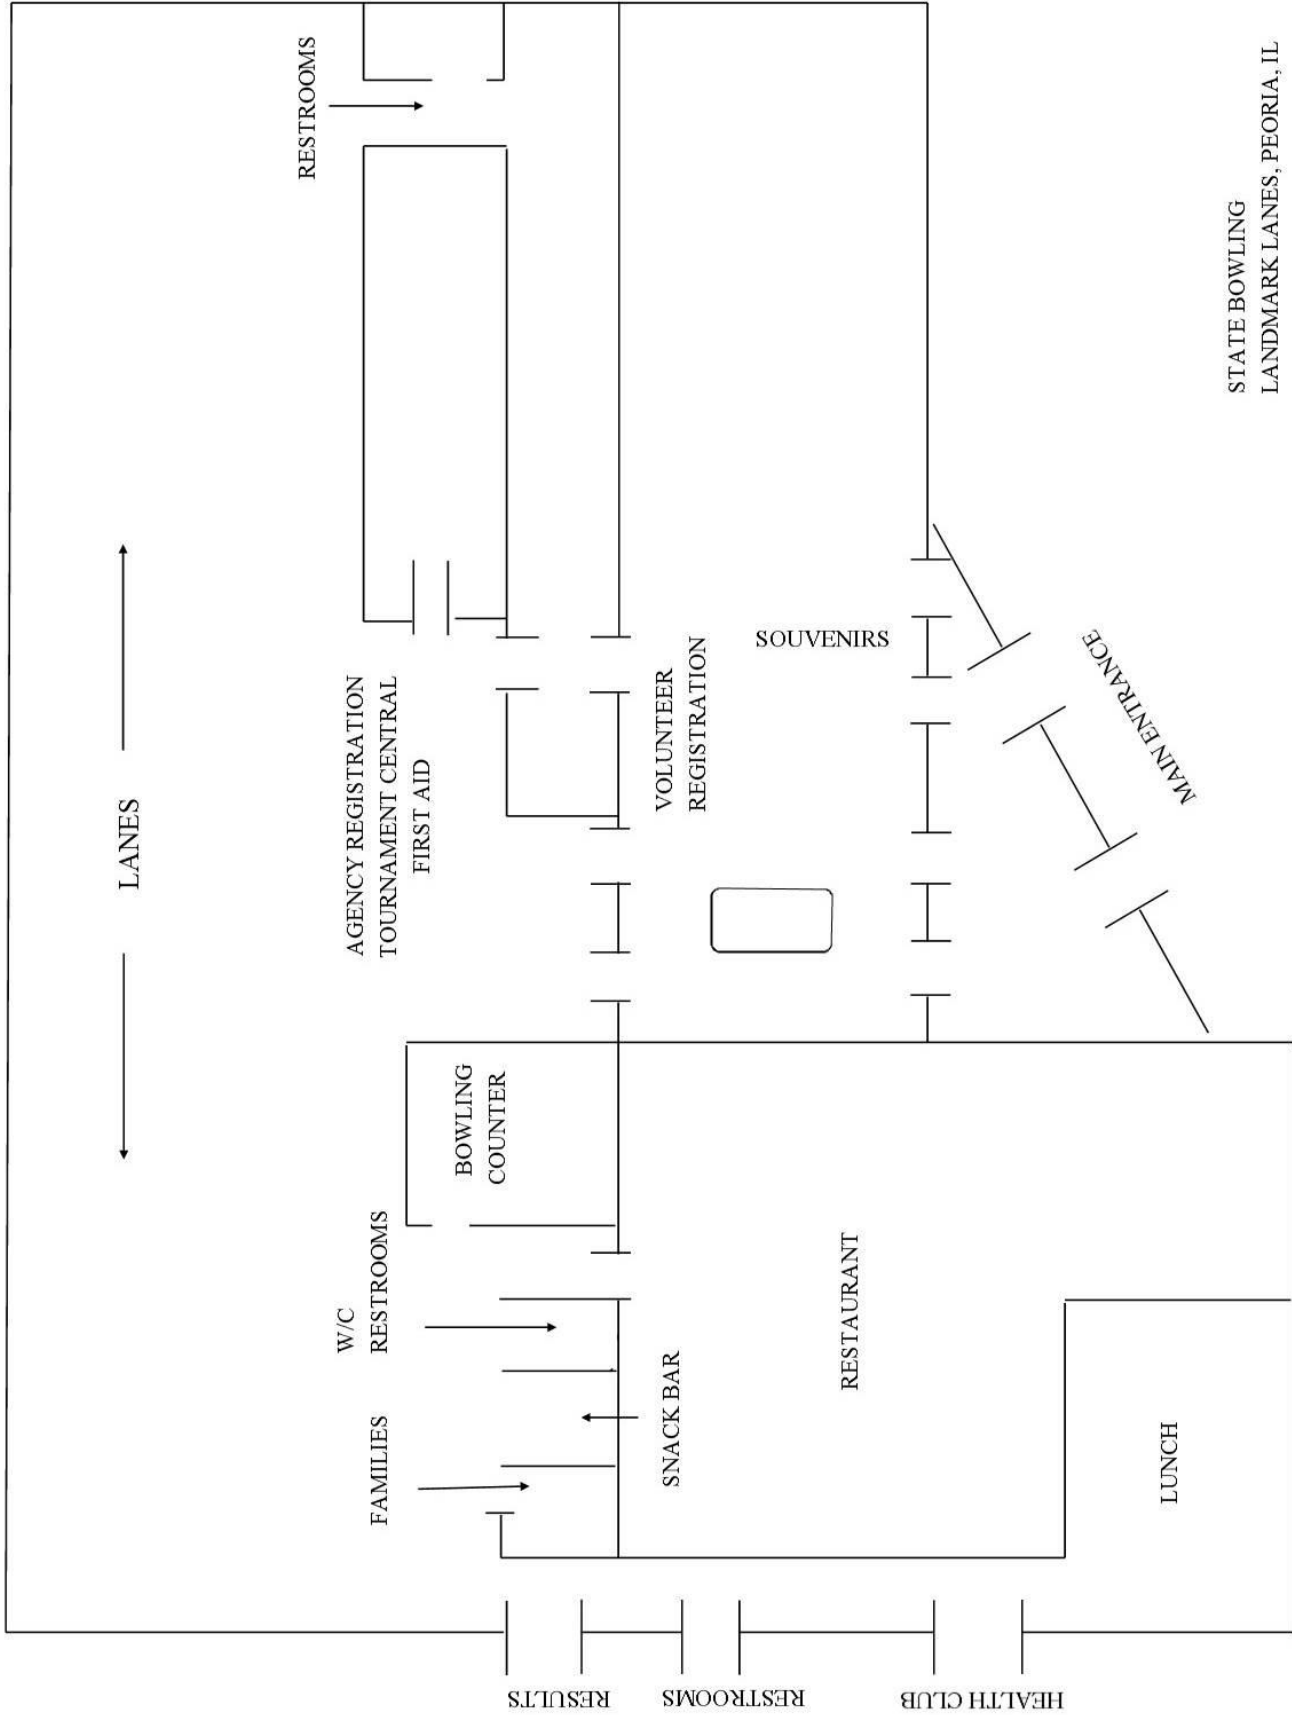 RESTROOMS
LANES
AGENCY REGISTRATION
TOURNAMENT CENTRAL
FIRST AID
VOLUNTEER
REGISTRATION
SOUVENIRS
MAIN ENTRANCE
BOWLING
COUNTER
W/C
RESTROOMS
FAMILIES
SNACK BAR
RESTAURANT
LUNCH
RESULTS
RESTROOMS
HEALTH CLUB
STATE BOWLING
LANDMARK LANES, PEORIA, IL